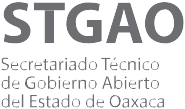 STGAO
Secretariado Técnico
de Gobierno Abierto
del Estado de Oaxaca